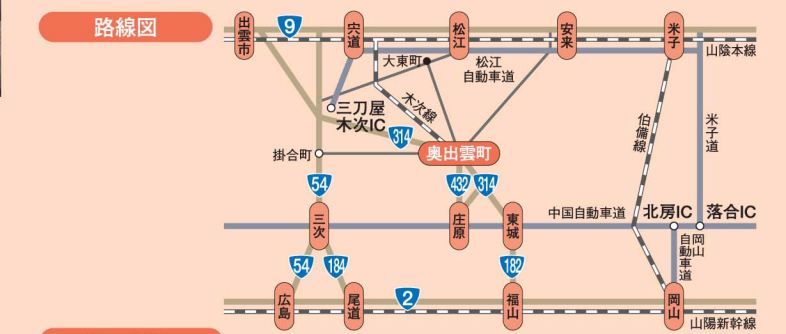 路線図
出雲市
9
宍道
松江
安来
米子
山陰本線
大東町
松江
自動車道
三刀屋
木次IC
木次線
314
伯備線
米子道
掛合町
奥出雲町
54
432
314
三次
庄原
東城
中国自動車道
北房IC
落合IC
54
184
182
岡山
自動車道
広島
尾道
2
福山
岡山
山陽新幹線